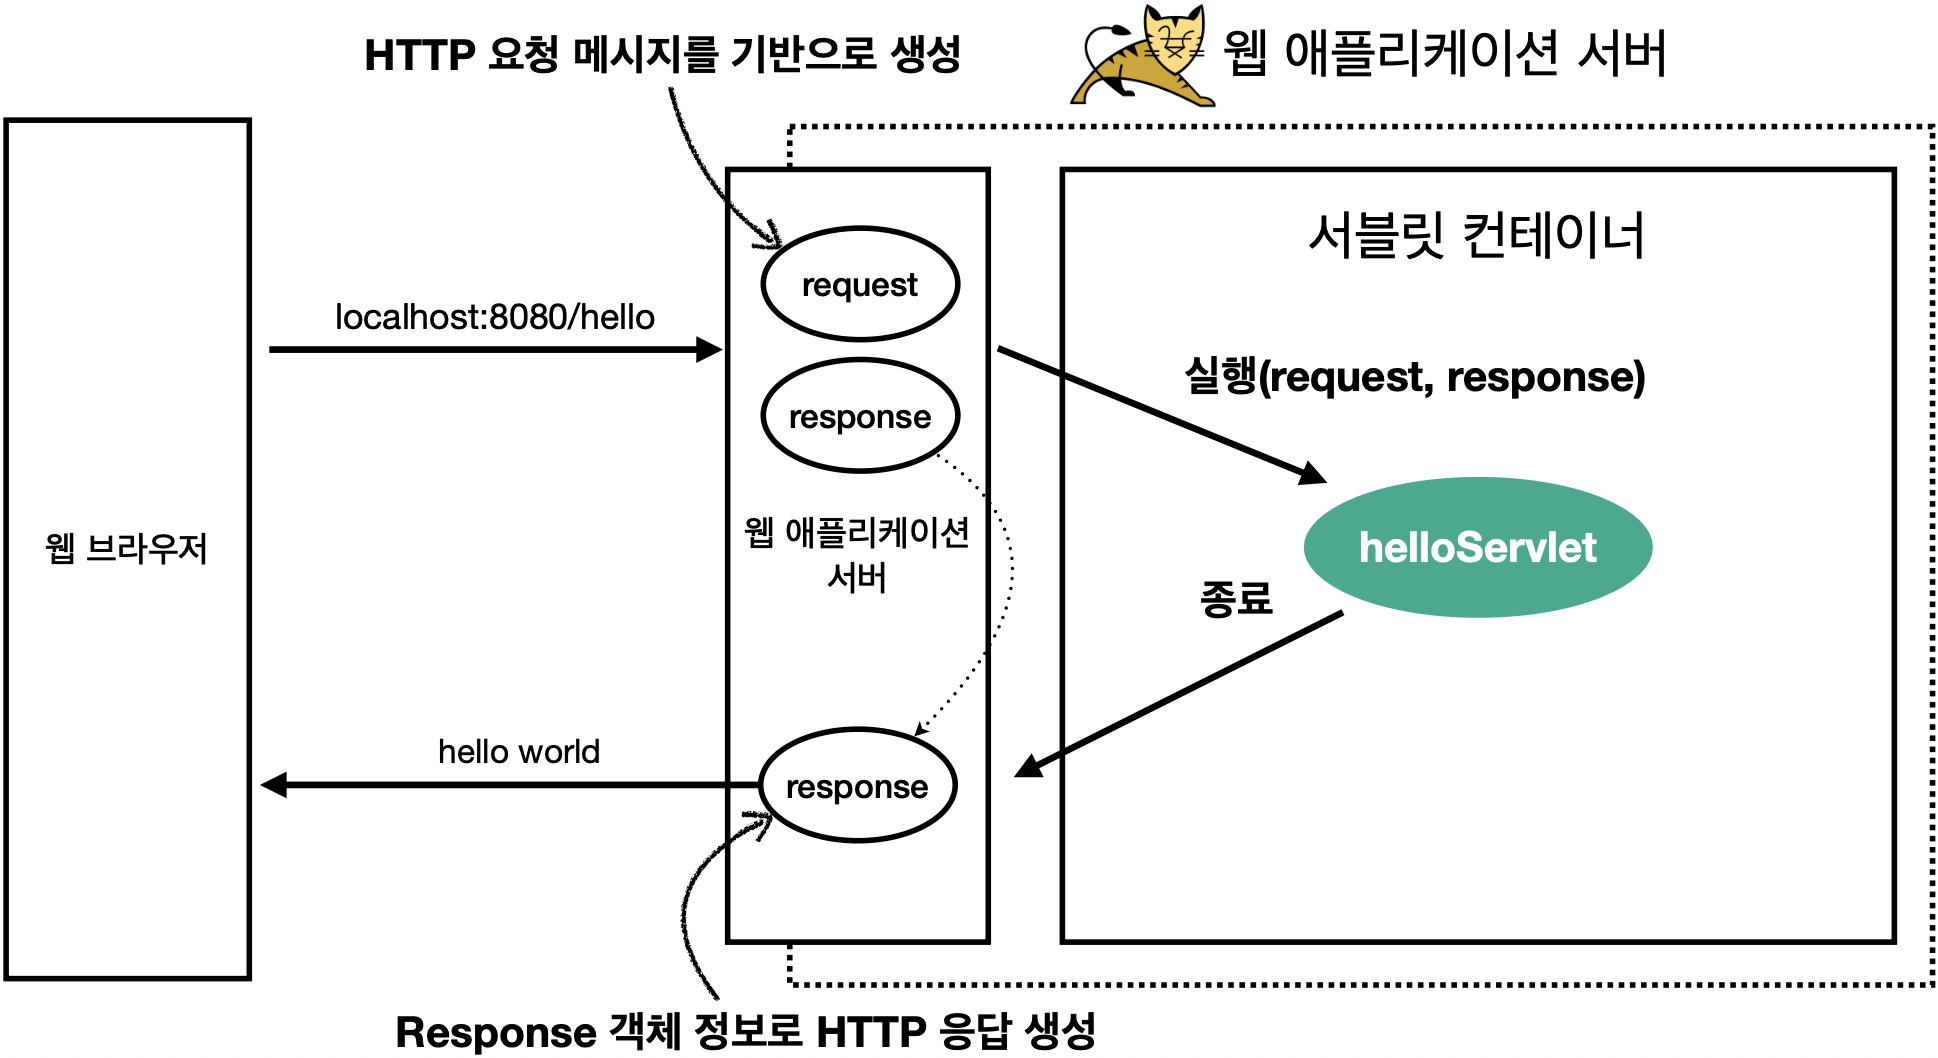 HTTP 요청 메시지를 기반으로 생성
웹 애플리케이션 서버
서블릿 컨테이너
request
localhost:8080/hello
실행(request, response)
response
웹 브라우저
웹 애플리케이션
서버
helloServlet
종료
hello world
response
Response 객체 정보로 HTTP 응답 생성